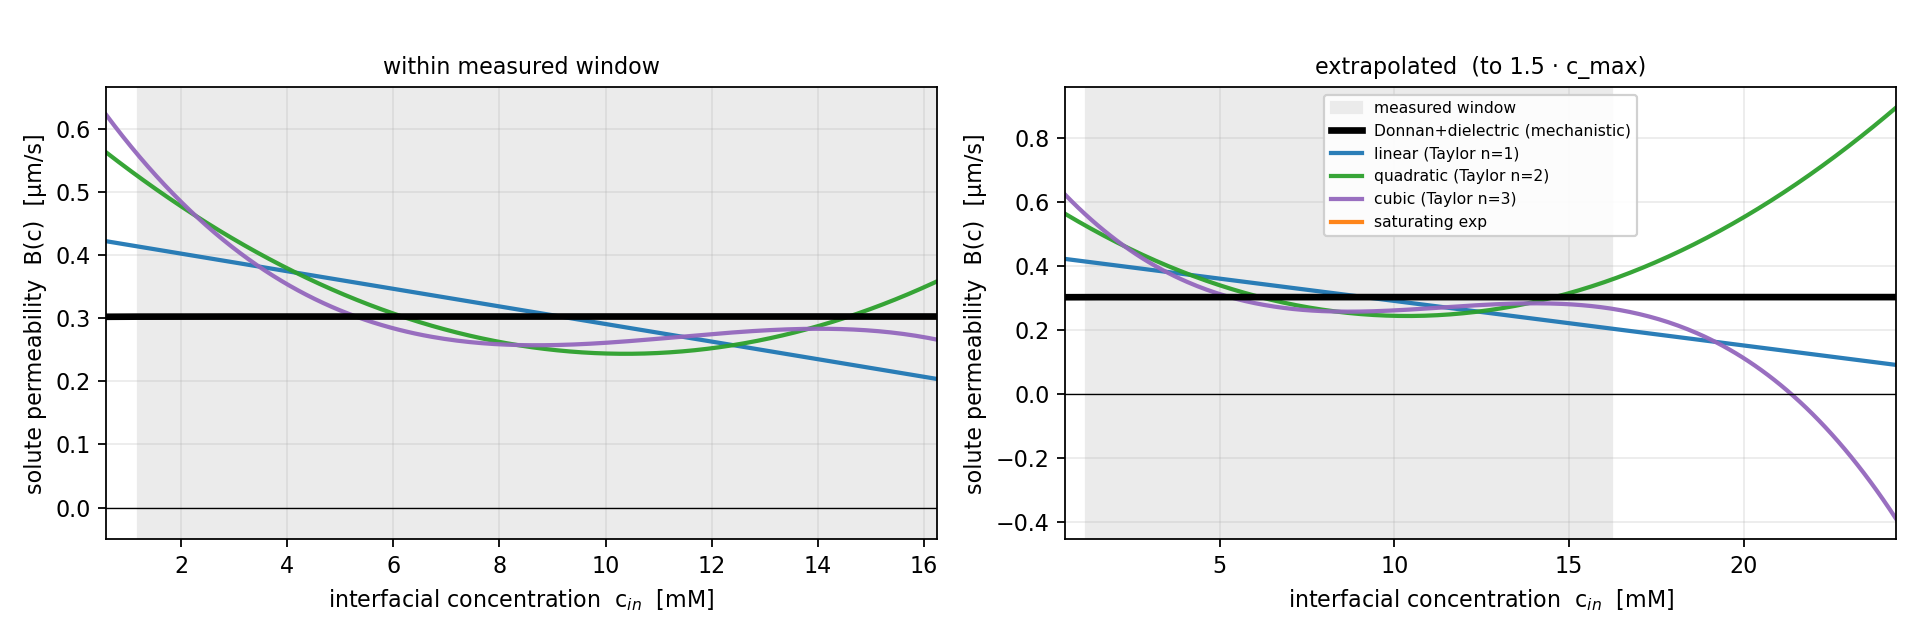 within measured window
0.6
0.5
0.4
0.3
0.2
0.1
0.0
solute permeability B(c) [µm/s]
2 4 6 8 10 12 14 16
interfacial concentration c_in [mM]
extrapolated (to 1.5 · c_max)
measured window
Donnan+dielectric (mechanistic)
linear (Taylor n=1)
quadratic (Taylor n=2)
cubic (Taylor n=3)
saturating exp
0.8
0.6
0.4
0.2
0.0
−0.2
−0.4
solute permeability B(c) [µm/s]
5 10 15 20
interfacial concentration c_in [mM]